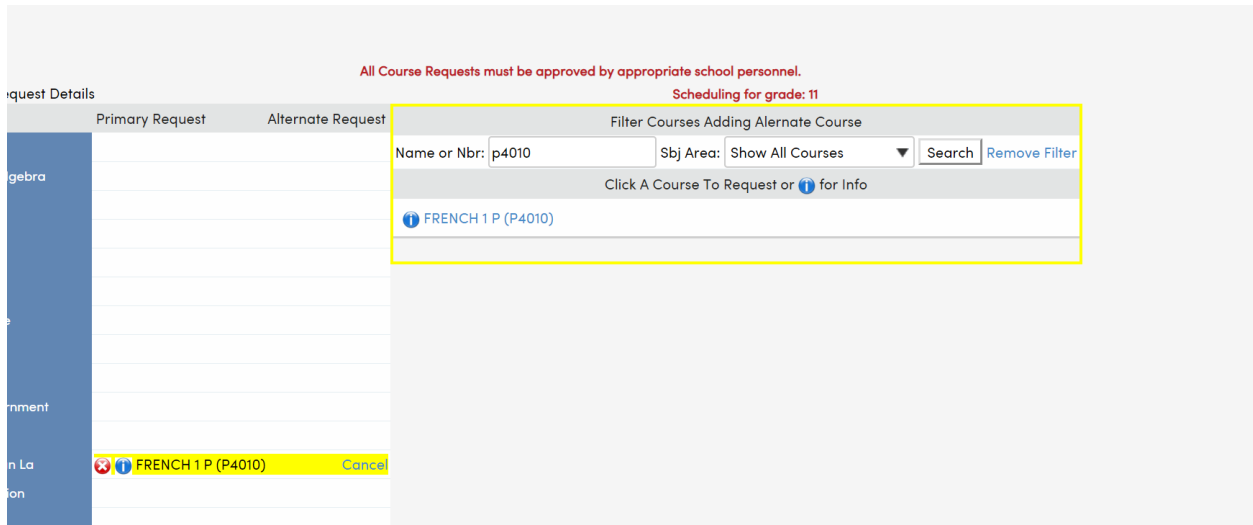 All Course Requests must be approved by appropriate school personnel.
equest Details
Scheduling for grade: 11
Primary Request Alternate Request
Filter Courses Adding Alernate Course
Name or Nbr: p4010 Sbj Area: Show All Courses Search Remove Filter
lgebra
Click A Course To Request or for Info
FRENCH 1 P (P4010)
e
rnment
n La FRENCH 1 P (P4010) Cancel
ion